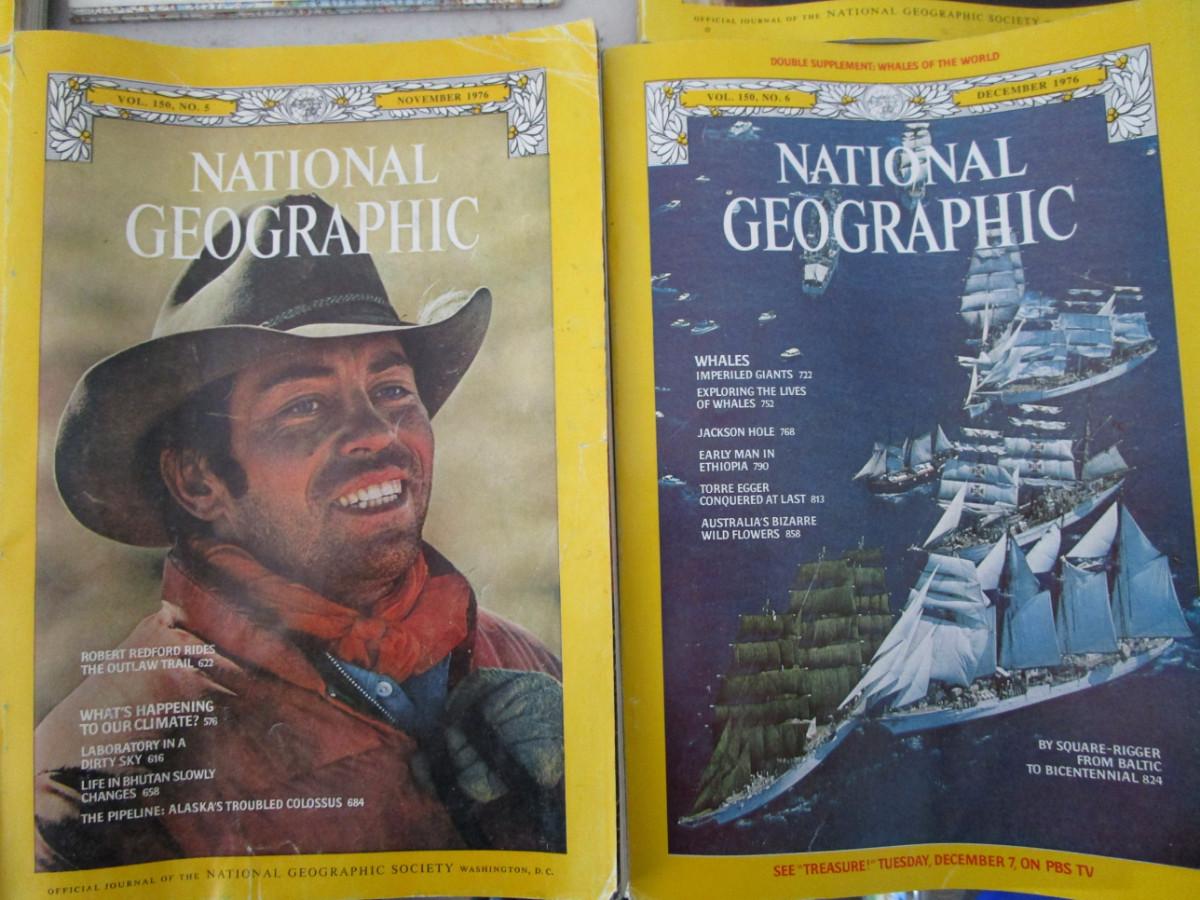 VOL. 150, NO. 5
NOVEMBER 1976
NATIONAL
GEOGRAPHIC
ROBERT REDFORD RIDES
THE OUTLAW TRAIL 622
WHAT'S HAPPENING
TO OUR CLIMATE? 576
LABORATORY IN A
DIRTY SKY 616
LIFE IN BHUTAN SLOWLY
CHANGES 658
THE PIPELINE: ALASKA'S TROUBLED COLOSSUS 684
OFFICIAL JOURNAL OF THE NATIONAL GEOGRAPHIC SOCIETY WASHINGTON, D.C.
OFFICIAL JOURNAL OF THE NATIONAL GEOGRAPHIC SOCIETY
DOUBLE SUPPLEMENT: WHALES OF THE WORLD
VOL. 150, NO. 6
DECEMBER 1976
NATIONAL
GEOGRAPHIC
WHALES
IMPERILED GIANTS 722
EXPLORING THE LIVES
OF WHALES 752
JACKSON HOLE 768
EARLY MAN IN
ETHIOPIA 790
TORRE EGGER
CONQUERED AT LAST 813
AUSTRALIA'S BIZARRE
WILD FLOWERS 858
BY SQUARE-RIGGER
FROM BALTIC
TO BICENTENNIAL 824
SEE "TREASURE!" TUESDAY, DECEMBER 7, ON PBS TV